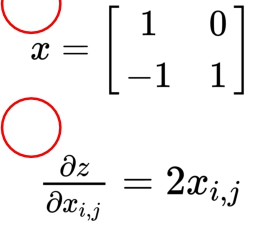 x = [ 1 0
-1 1 ]
∂z/∂x_{i,j} = 2x_{i,j}